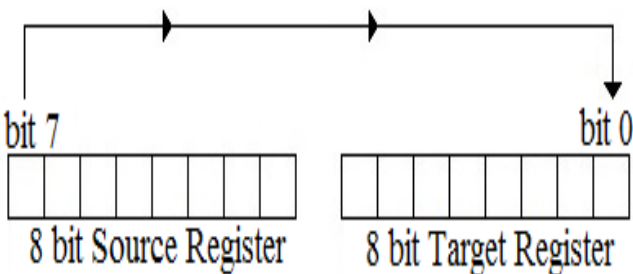 bit 7
bit 0
8 bit Source Register
8 bit Target Register